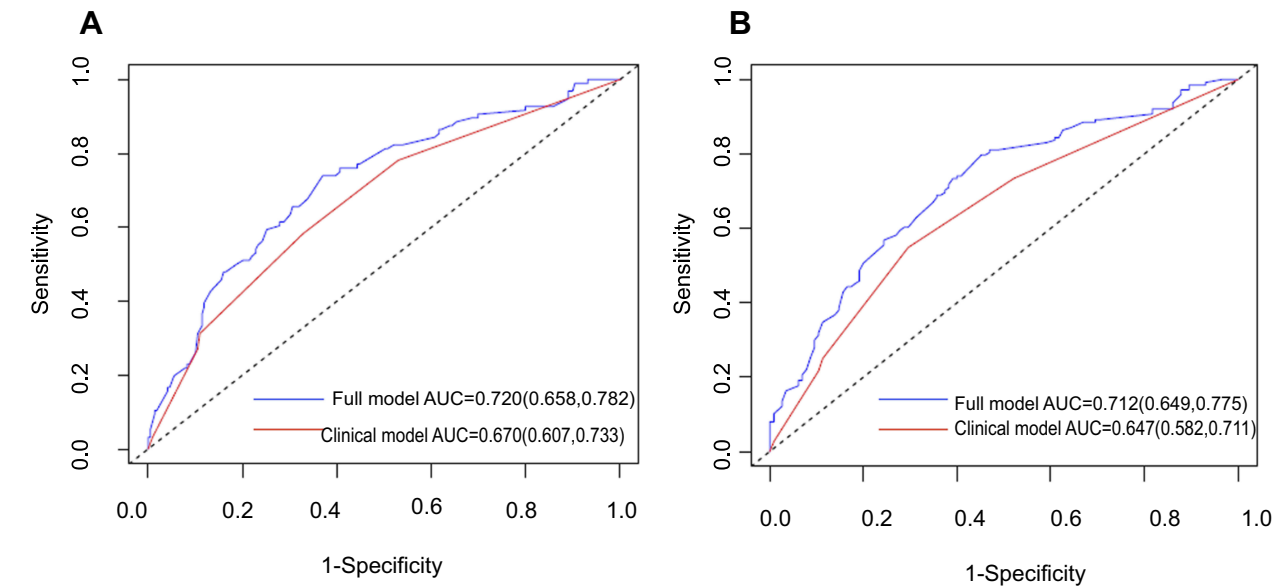 A
Sensitivity
1.0
0.8
0.6
0.4
0.2
0.0
Full model AUC=0.720(0.658,0.782)
Clinical model AUC=0.670(0.607,0.733)
0.0 0.2 0.4 0.6 0.8 1.0
1-Specificity
B
Sensitivity
1.0
0.8
0.6
0.4
0.2
0.0
Full model AUC=0.712(0.649,0.775)
Clinical model AUC=0.647(0.582,0.711)
0.0 0.2 0.4 0.6 0.8 1.0
1-Specificity